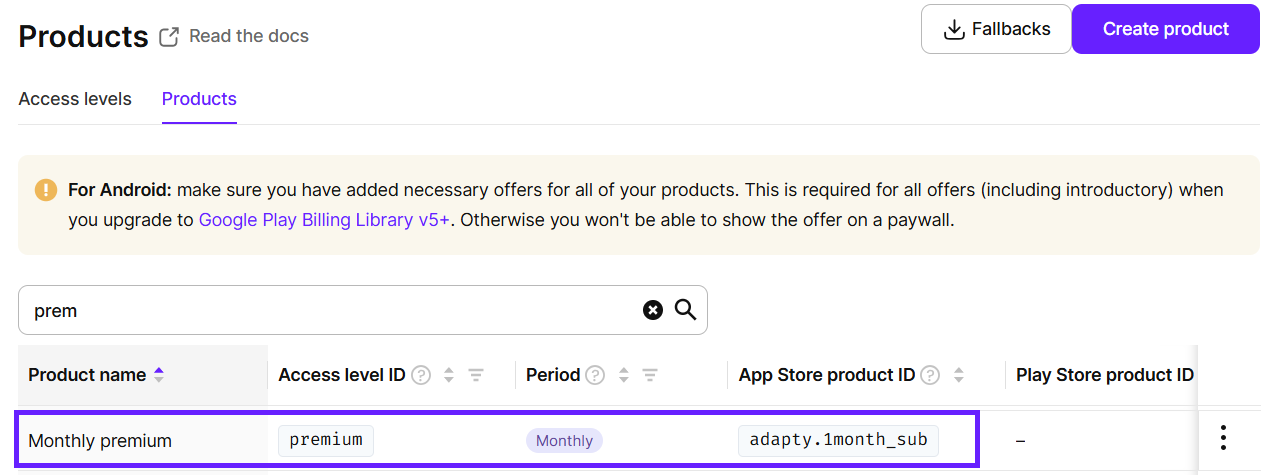 Products Read the docs Fallbacks Create product
Access levels Products
For Android: make sure you have added necessary offers for all of your products. This is required for all offers (including introductory) when
you upgrade to Google Play Billing Library v5+. Otherwise you won't be able to show the offer on a paywall.
prem
Product name Access level ID ? Period ? App Store product ID ? Play Store product ID
Monthly premium premium Monthly adapty.1month_sub –